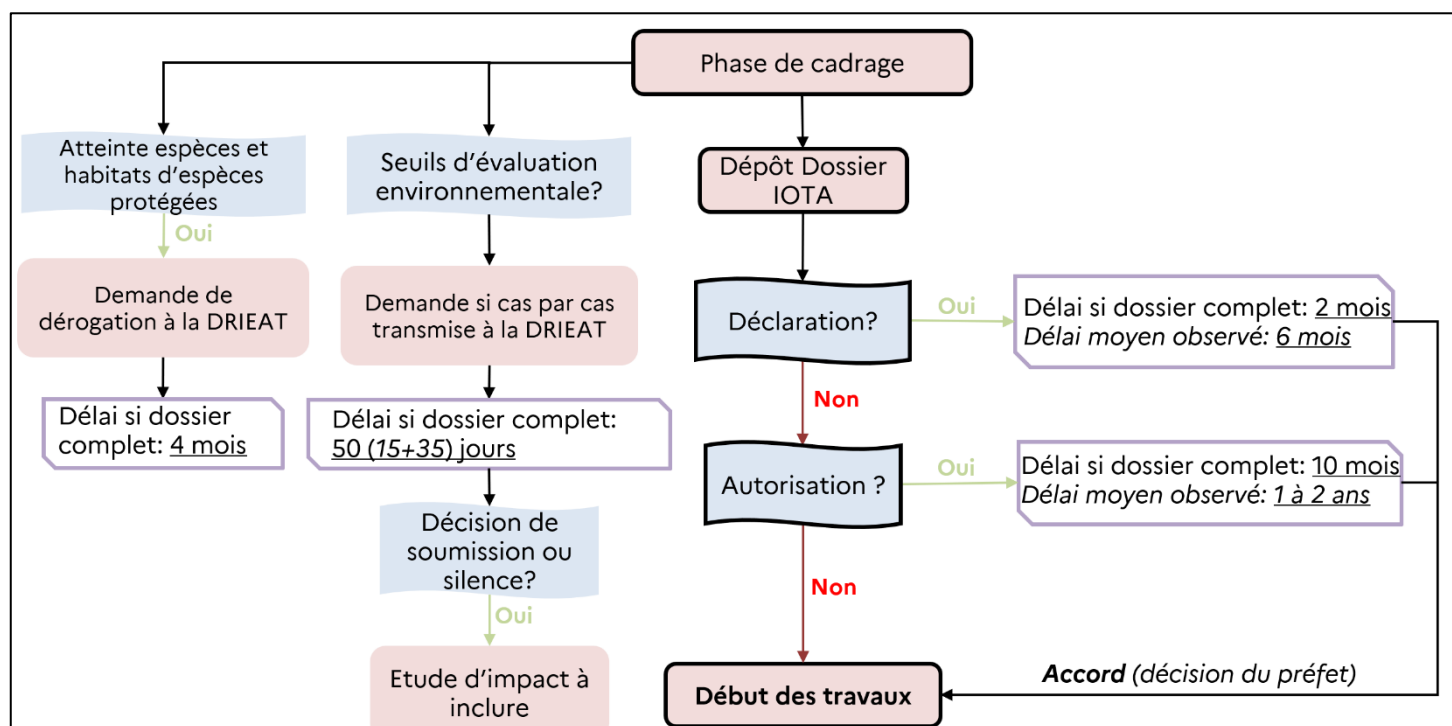 Phase de cadrage
Atteinte espèces et
habitats d'espèces
protégées
Seuils d'évaluation
environnementale?
Dépôt Dossier
IOTA
Oui
Demande de
dérogation à la DRIEAT
Demande si cas par cas
transmise à la DRIEAT
Déclaration?
Oui
Délai si dossier complet: 2 mois
Délai moyen observé: 6 mois
Non
Délai si dossier
complet: 4 mois
Délai si dossier complet:
50 (15+35) jours
Autorisation ?
Oui
Délai si dossier complet: 10 mois
Délai moyen observé: 1 à 2 ans
Décision de
soumission ou
silence?
Non
Oui
Etude d'impact à
inclure
Début des travaux
Accord (décision du préfet)